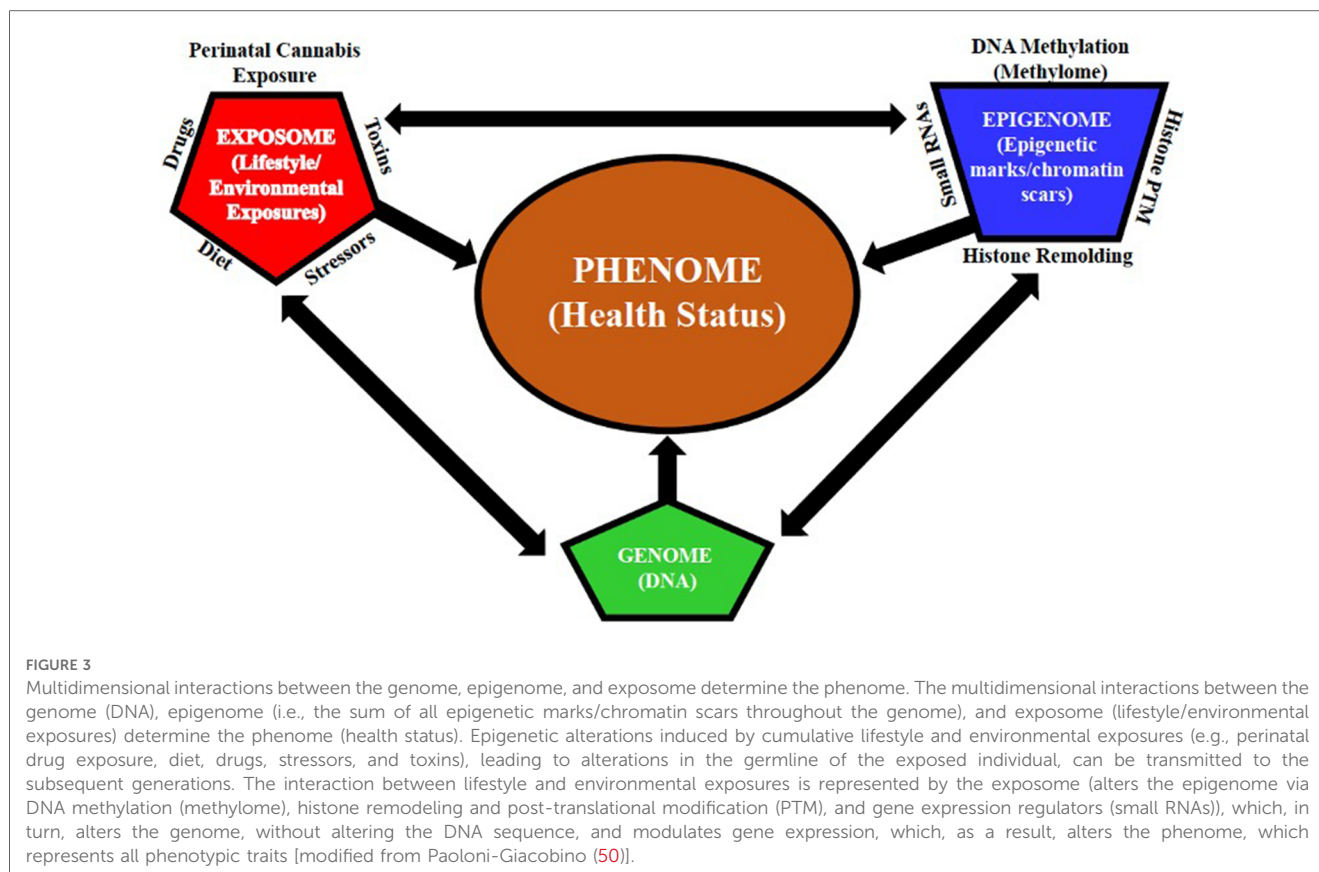 Perinatal Cannabis
Exposure
Drugs
Toxins
EXPOSOME
(Lifestyle/
Environmental
Exposures)
Diet
Stressors
DNA Methylation
(Methylome)
Small RNAs
EPIGENOME
(Epigenetic
marks/chromatin
scars)
Histone PTM
Histone Remolding
PHENOME
(Health Status)
GENOME
(DNA)
FIGURE 3
Multidimensional interactions between the genome, epigenome, and exposome determine the phenome. The multidimensional interactions between the
genome (DNA), epigenome (i.e., the sum of all epigenetic marks/chromatin scars throughout the genome), and exposome (lifestyle/environmental
exposures) determine the phenome (health status). Epigenetic alterations induced by cumulative lifestyle and environmental exposures (e.g., perinatal
drug exposure, diet, drugs, stressors, and toxins), leading to alterations in the germline of the exposed individual, can be transmitted to the
subsequent generations. The interaction between lifestyle and environmental exposures is represented by the exposome (alters the epigenome via
DNA methylation (methylome), histone remodeling and post-translational modification (PTM), and gene expression regulators (small RNAs)), which, in
turn, alters the genome, without altering the DNA sequence, and modulates gene expression, which, as a result, alters the phenome, which
represents all phenotypic traits [modified from Paoloni-Giacobino (50)].